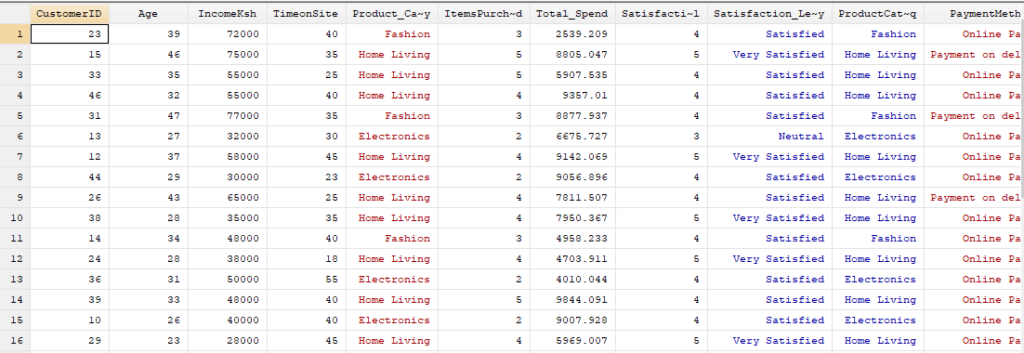 CustomerID Age IncomeKsh TimeonSite Product_Ca~y ItemsPurch~d Total_Spend Satisfacti~l Satisfaction_Le~y ProductCat~q PaymentMeth
1 23 39 72000 40 Fashion 3 2539.209 4 Satisfied Fashion Online Pa
2 15 46 75000 35 Home Living 5 8805.047 5 Very Satisfied Home Living Payment on del
3 33 35 55000 25 Home Living 5 5907.535 4 Satisfied Home Living Online Pa
4 46 32 55000 40 Home Living 4 9357.01 4 Satisfied Home Living Online Pa
5 31 47 77000 35 Fashion 3 8877.937 4 Satisfied Fashion Payment on del
6 13 27 32000 30 Electronics 2 6675.727 3 Neutral Electronics Online Pa
7 12 37 58000 45 Home Living 4 9142.069 5 Very Satisfied Home Living Online Pa
8 44 29 30000 23 Electronics 2 9056.896 4 Satisfied Electronics Online Pa
9 26 43 65000 25 Home Living 4 7811.507 4 Satisfied Home Living Payment on del
10 38 28 35000 35 Home Living 4 7950.367 5 Very Satisfied Home Living Online Pa
11 14 34 48000 40 Fashion 3 4958.233 4 Satisfied Fashion Online Pa
12 24 28 38000 18 Home Living 4 4703.911 5 Very Satisfied Home Living Online Pa
13 36 31 50000 55 Electronics 2 4010.044 4 Satisfied Electronics Online Pa
14 39 33 48000 40 Home Living 5 9844.091 4 Satisfied Home Living Online Pa
15 10 26 40000 40 Electronics 2 9007.928 4 Satisfied Electronics Online Pa
16 29 23 28000 45 Home Living 4 5969.007 5 Very Satisfied Home Living Online Pa